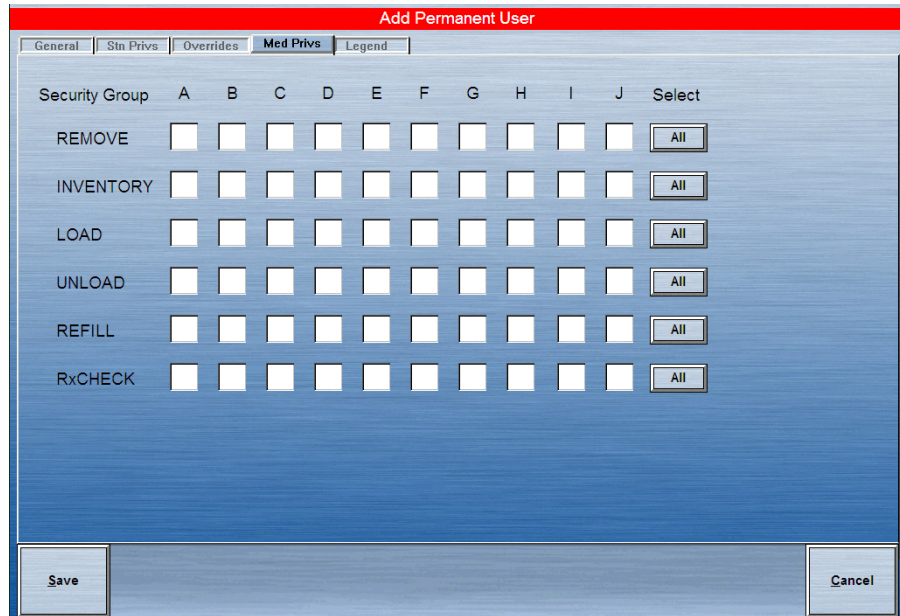 Add Permanent User
General Stn Privs Overrides Med Privs Legend
Security Group A B C D E F G H I J Select
REMOVE All
INVENTORY All
LOAD All
UNLOAD All
REFILL All
RxCHECK All
Save Cancel